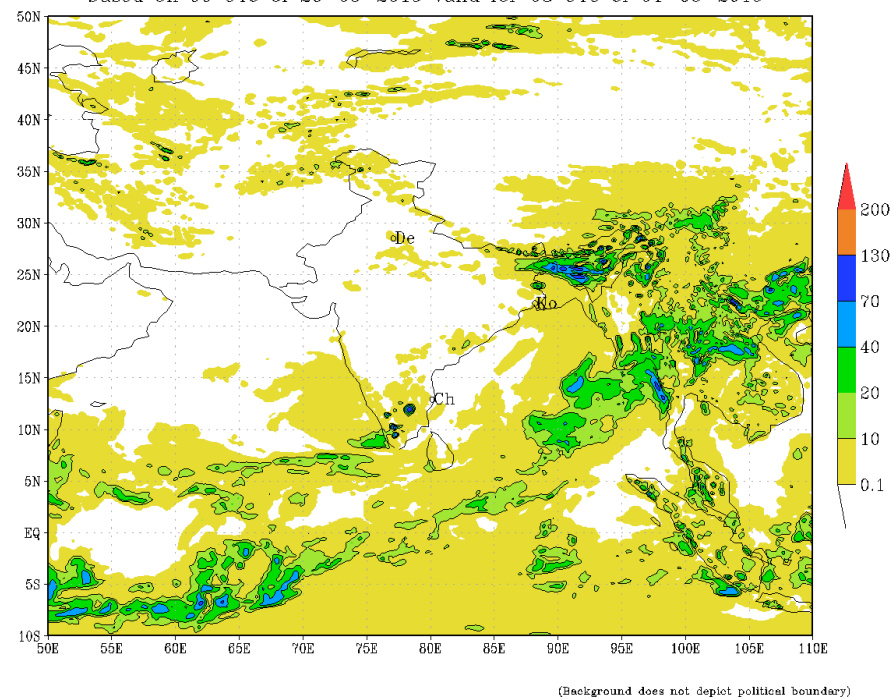 50N
45N
40N
35N
30N
25N
20N
15N
10N
5N
EQ
5S
10S
De
Ko
Ch
50E 55E 60E 65E 70E 75E 80E 85E 90E 95E 100E 105E 110E
200
130
70
40
20
10
0.1
(Background does not depict political boundary)